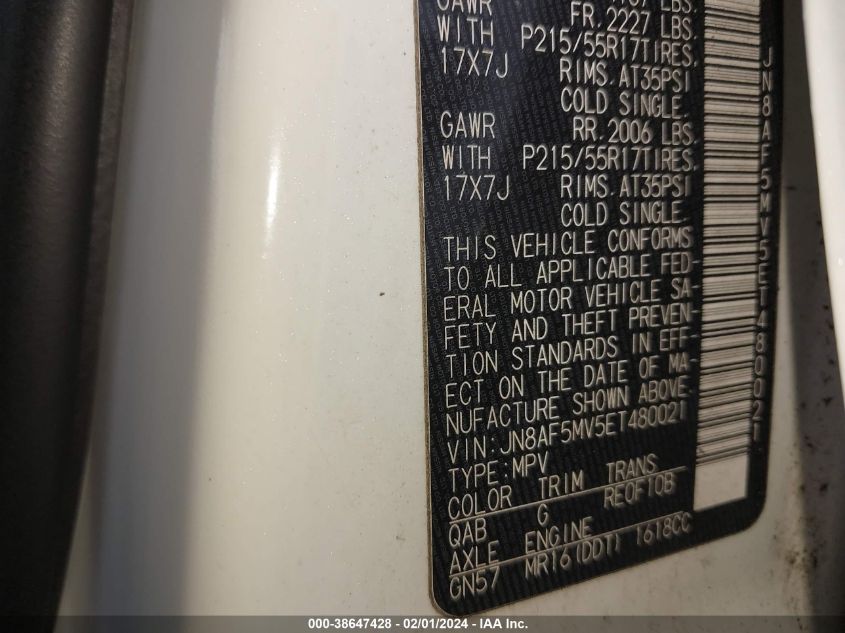 GAWR FR. 2227 LBS
WITH P215/55R17TIRES,
17X7J RIMS. AT35PSI
COLD SINGLE.
GAWR RR. 2006 LBS.
WITH P215/55R17TIRES,
17X7J RIMS. AT35PSI
COLD SINGLE.
THIS VEHICLE CONFORMS
TO ALL APPLICABLE FED-
ERAL MOTOR VEHICLE SA-
FETY AND THEFT PREVEN-
TION STANDARDS IN EFF-
ECT ON THE DATE OF MA-
NUFACTURE SHOWN ABOVE.
VIN:JN8AF5MV5ET480021
TYPE:MPV
COLOR TRIM TRANS
QAB G RE0F10B
AXLE ENGINE
GN57 MR16(DDT) 1618CC
JN8AF5MV5ET480021
000-38647428 - 02/01/2024 - IAA Inc.